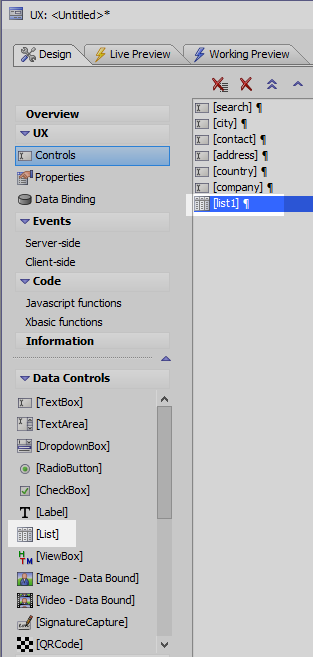 UX: <Untitled>*
Design
Live Preview
Working Preview
Overview
UX
Controls
Properties
Data Binding
Events
Server-side
Client-side
Code
Javascript functions
Xbasic functions
Information
Data Controls
[TextBox]
[TextArea]
[DropdownBox]
[RadioButton]
[CheckBox]
[Label]
[List]
[ViewBox]
[Image - Data Bound]
[Video - Data Bound]
[SignatureCapture]
[QRCode]
[search] ¶
[city] ¶
[contact] ¶
[address] ¶
[country] ¶
[company] ¶
[list1] ¶